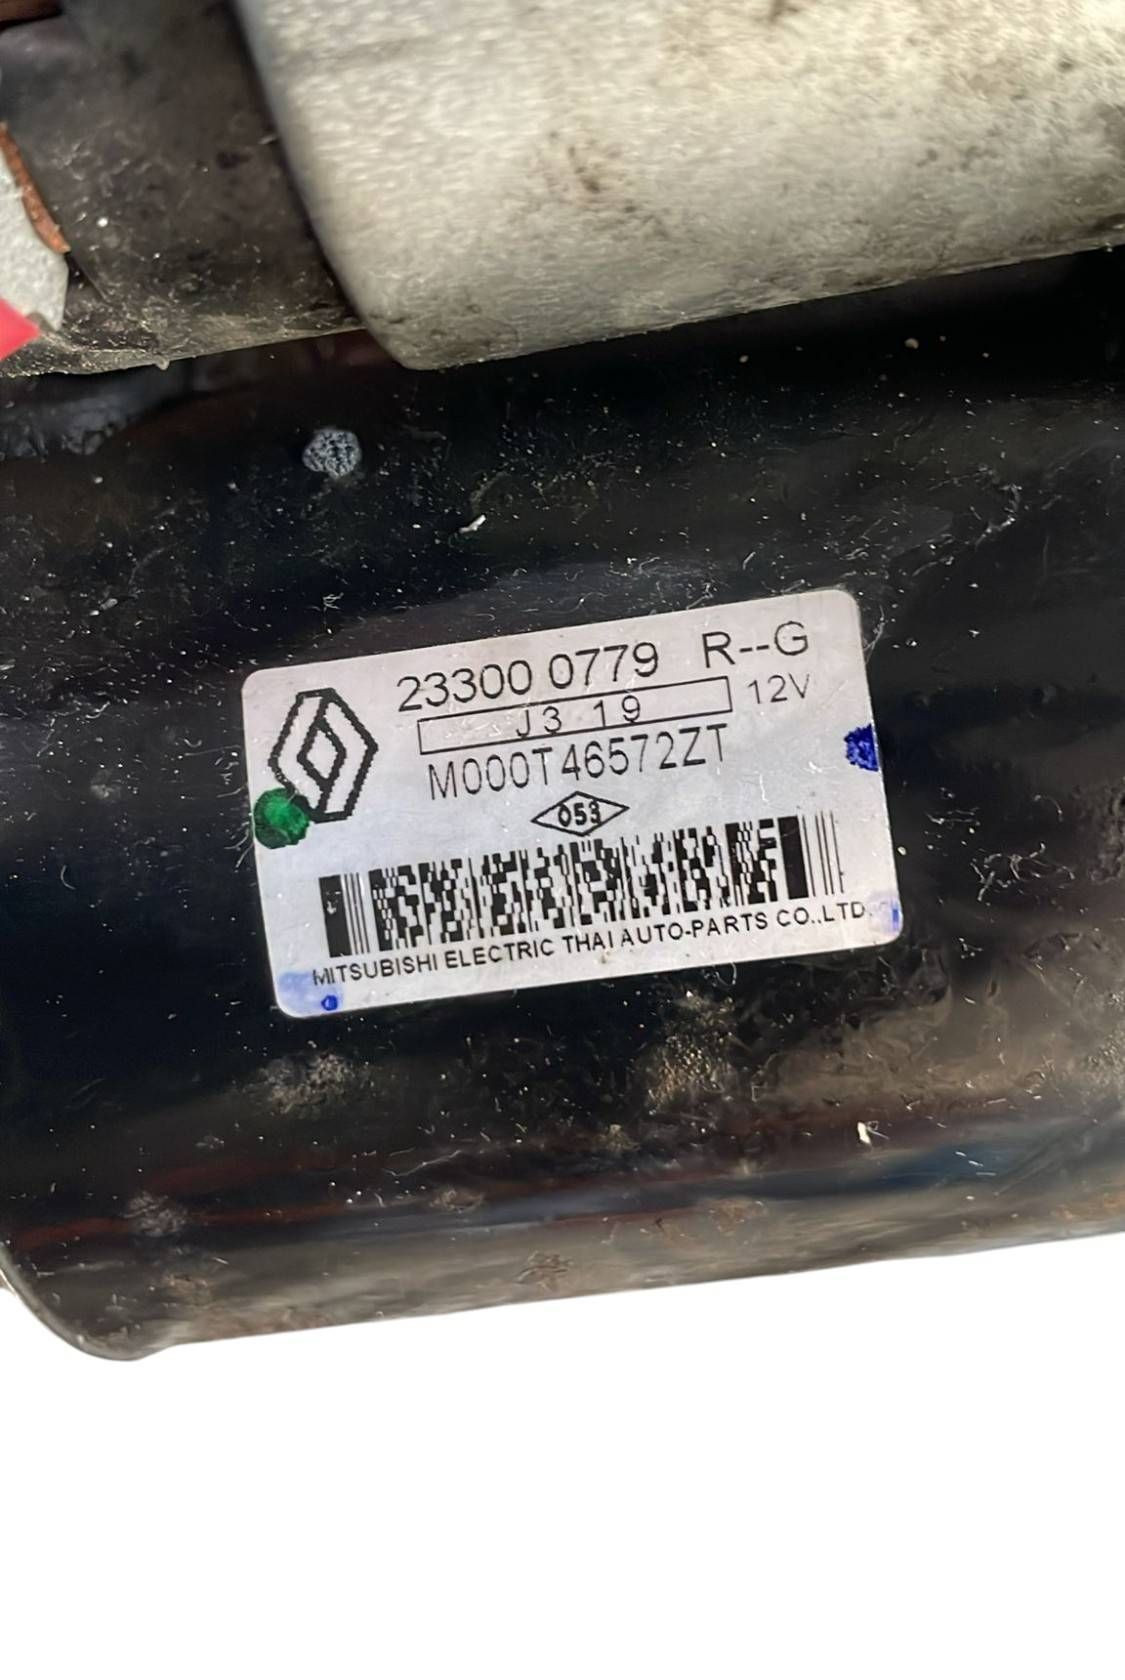 23300 0779 R--G
J3 19 12V
M000T46572ZT
053
MITSUBISHI ELECTRIC THAI AUTO-PARTS CO.,LTD.